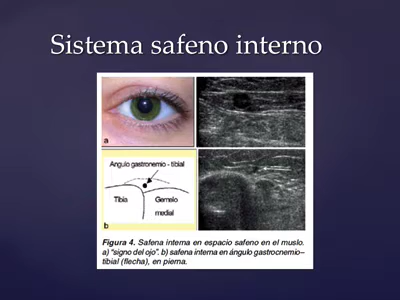 Sistema safeno interno
a
Angulo gastronemio - tibial
Tibia
Gemelo
medial
b
Figura 4. Safena interna en espacio safeno en el muslo.
a) "signo del ojo". b) safena interna en ángulo gastrocnemio–
tibial (flecha), en pierna.